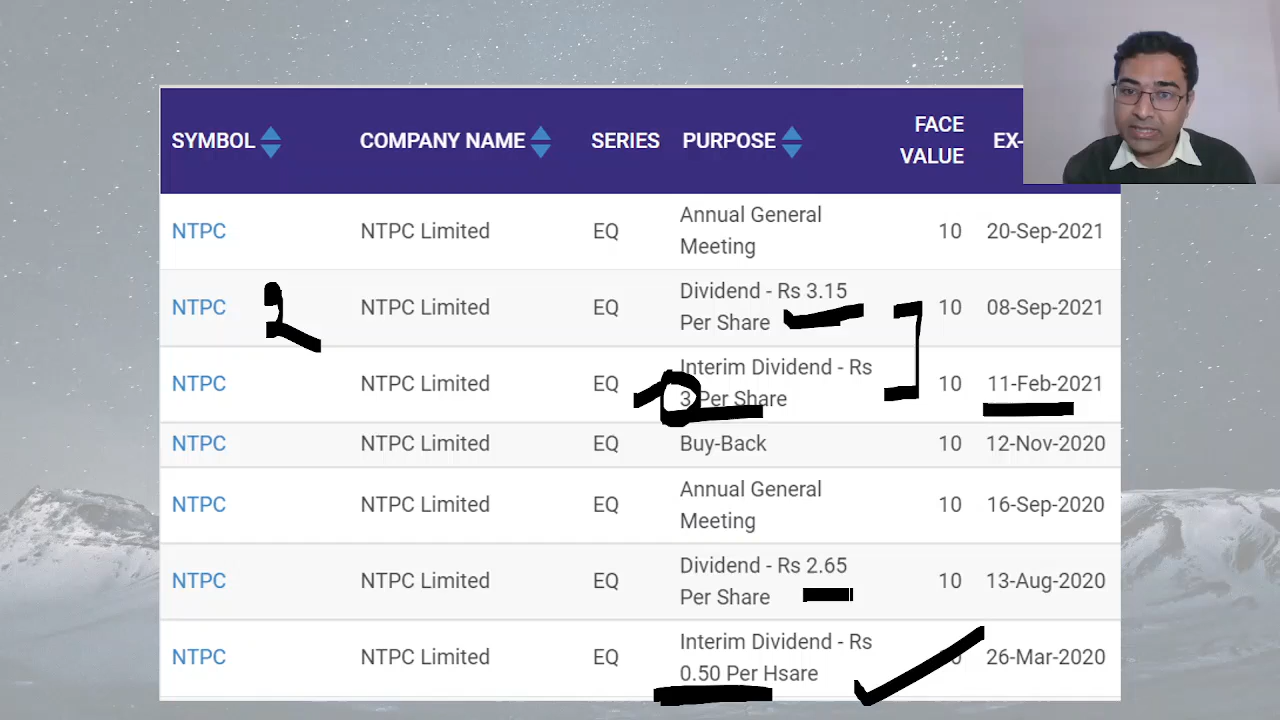 SYMBOL COMPANY NAME SERIES PURPOSE FACE VALUE EX-
NTPC NTPC Limited EQ Annual General Meeting 10 20-Sep-2021
2
NTPC NTPC Limited EQ Dividend - Rs 3.15 Per Share 10 08-Sep-2021
NTPC NTPC Limited EQ Interim Dividend - Rs 3 Per Share 10 11-Feb-2021
NTPC NTPC Limited EQ Buy-Back 10 12-Nov-2020
NTPC NTPC Limited EQ Annual General Meeting 10 16-Sep-2020
NTPC NTPC Limited EQ Dividend - Rs 2.65 Per Share 10 13-Aug-2020
NTPC NTPC Limited EQ Interim Dividend - Rs 0.50 Per Hsare 26-Mar-2020